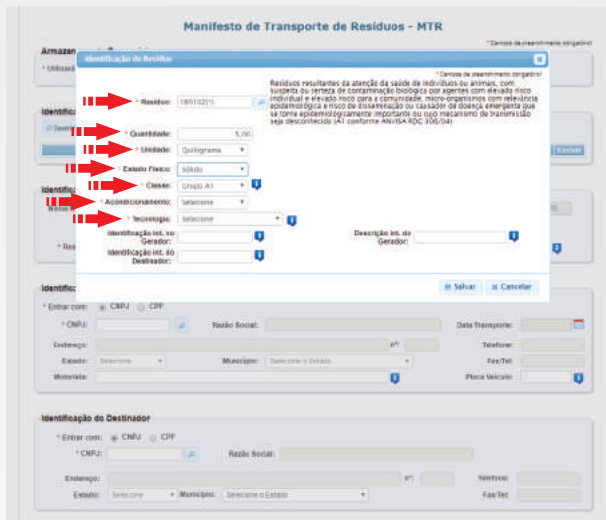 Manifesto de Transporte de Resíduos - MTR
* Campos de preenchimento obrigatório
Armazen
Identificação do Resíduo
* Campos de preenchimento obrigatório!
* Resíduo: 180102(*)
Resíduos resultantes da atenção da saúde de indivíduos ou animais, com
suspeita ou certeza de contaminação biológica por agentes com elevado risco
individual e elevado risco para a comunidade, micro-organismos com relevância
epidemiológica e risco de disseminação ou causador de doença emergente que
se torne epidemiologicamente importante ou cujo mecanismo de transmissão
seja desconhecido (A1 conforme ANVISA RDC 306/04)
* Quantidade: 5,00
* Unidade: Quilograma
* Estado Físico: Sólido
* Classe: Grupo A1
* Acondicionamento: Selecione
* Tecnologia: Selecione
Identificação int. no Gerador:
Descrição int. do Gerador:
Identificação int. do Destinador:
Salvar Cancelar
Identific
* Entrar com: CNPJ CPF
* CNPJ: Razão Social: Data Transporte:
Endereço: nº: Telefone:
Estado: Selecione Município: Selecione o Estado Fax/Tel:
Motorista: Placa Veículo:
Identificação do Destinador
* Entrar com: CNPJ CPF
* CNPJ: Razão Social:
Endereço: nº: Telefone:
Estado: Selecione * Município: Selecione o Estado Fax/Tel: